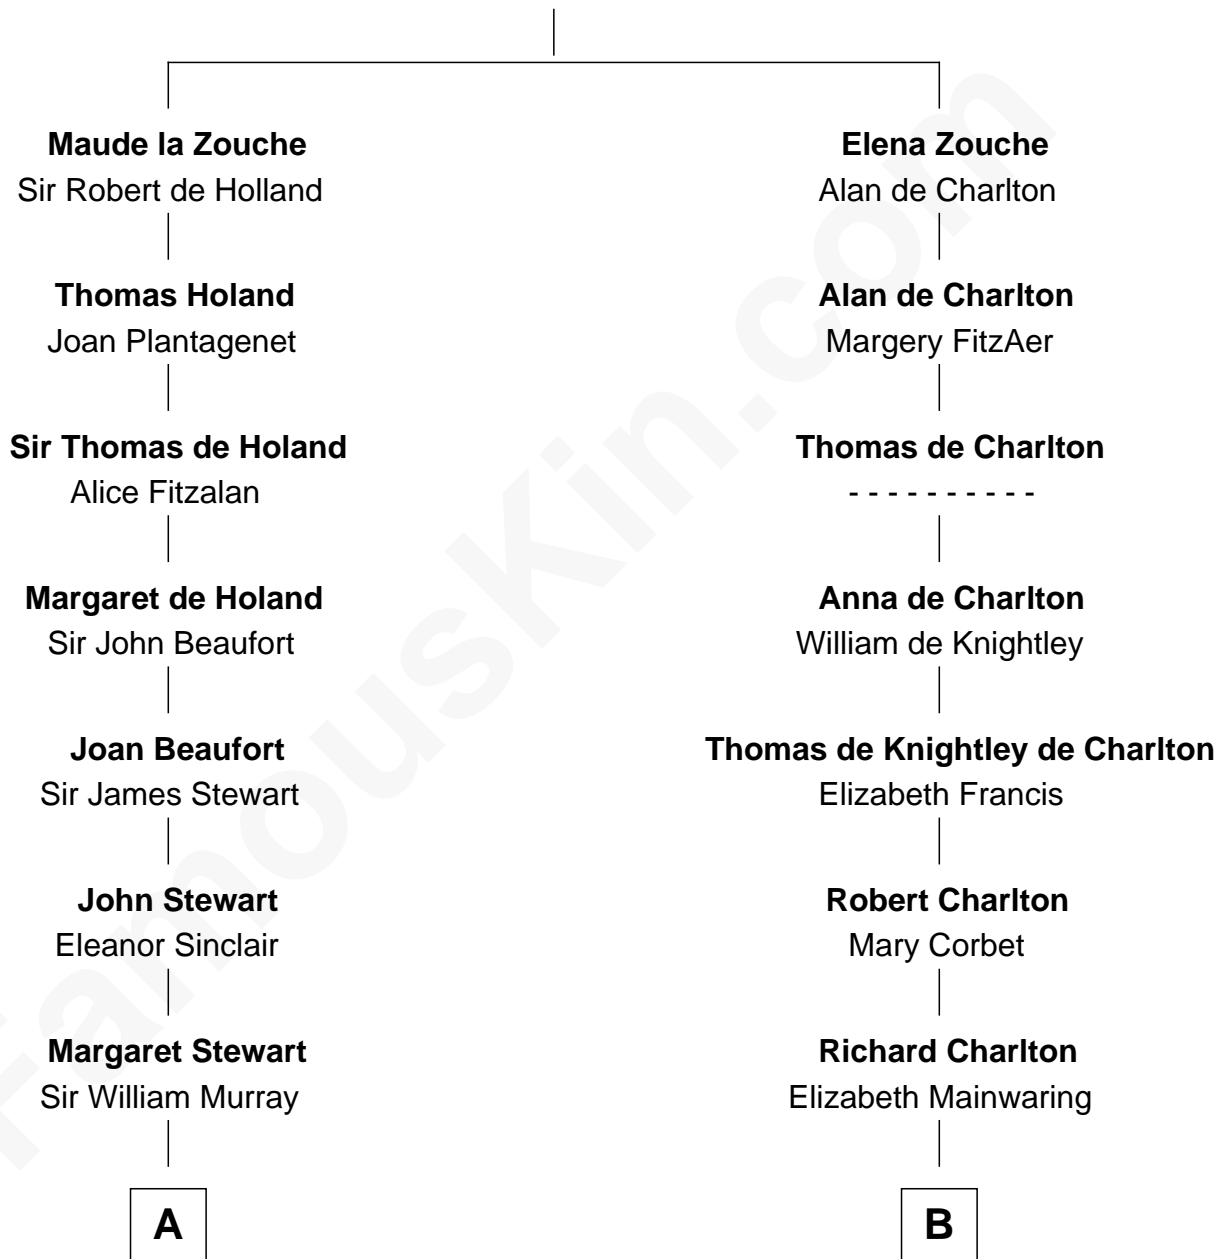 Maude la Zouche
Sir Robert de Holland
Thomas Holand
Joan Plantagenet
Sir Thomas de Holand
Alice Fitzalan
Margaret de Holand
Sir John Beaufort
Joan Beaufort
Sir James Stewart
John Stewart
Eleanor Sinclair
Margaret Stewart
Sir William Murray
A
Elena Zouche
Alan de Charlton
Alan de Charlton
Margery FitzAer
Thomas de Charlton
- - - - - - - - - -
Anna de Charlton
William de Knightley
Thomas de Knightley de Charlton
Elizabeth Francis
Robert Charlton
Mary Corbet
Richard Charlton
Elizabeth Mainwaring
B
FamousKin.com